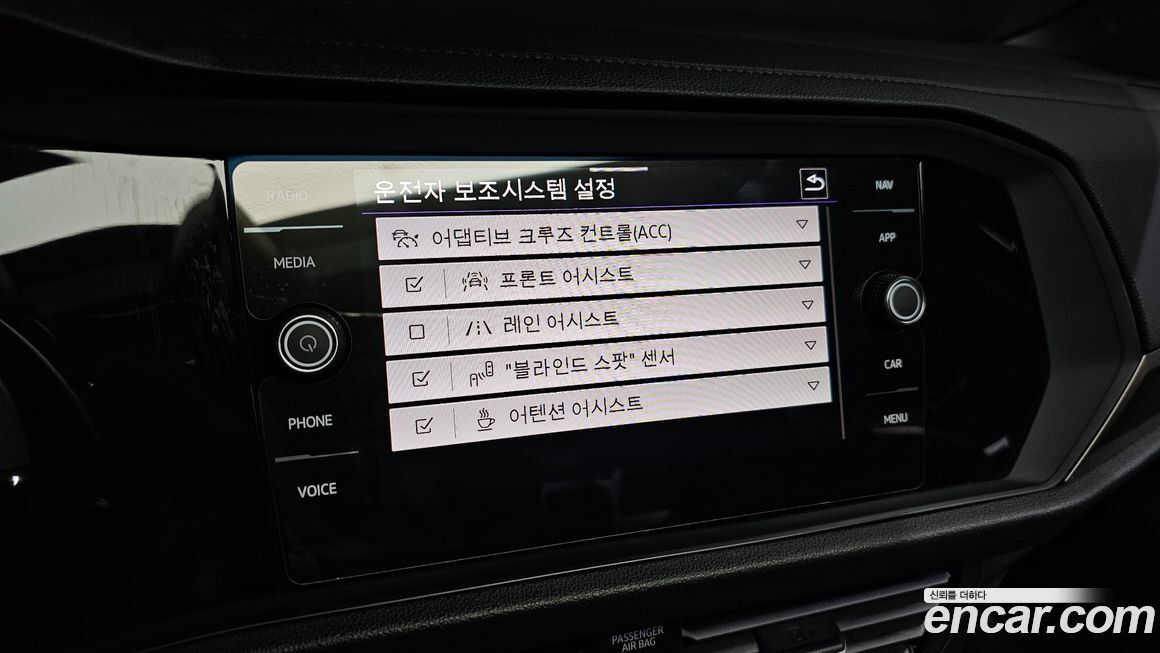 RADIO
MEDIA
PHONE
VOICE
운전자 보조시스템 설정
어댑티브 크루즈 컨트롤(ACC)
프론트 어시스트
레인 어시스트
"블라인드 스팟" 센서
어텐션 어시스트
NAV
APP
CAR
MENU
PASSENGER
AIR BAG
신뢰를 더하다
encar.com